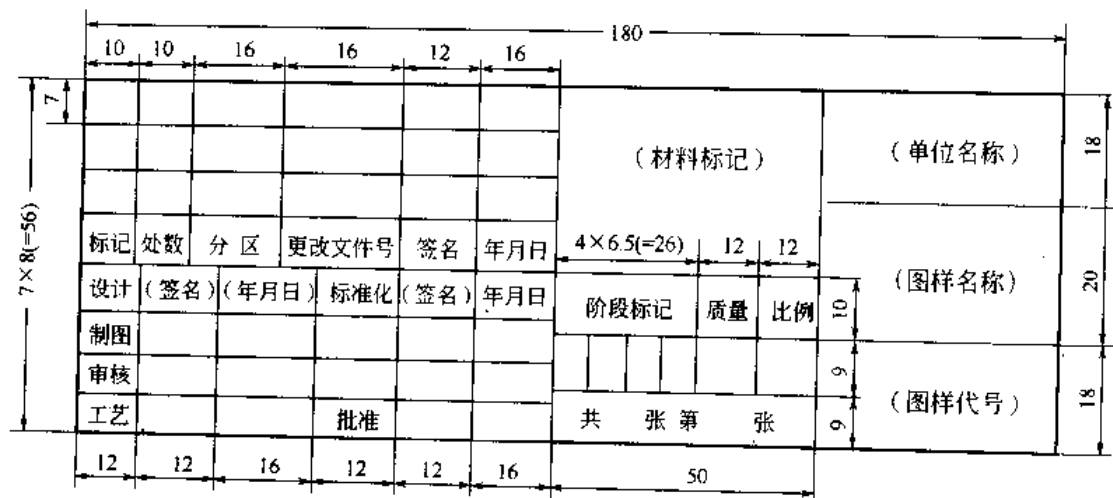 180
10 10 16 16 12 16
7
(材料标记)
(单位名称)
18
7×8(=56)
标记 处数 分 区 更改文件号 签名 年月日
4×6.5(=26) 12 12
设计 (签名) (年月日) 标准化 (签名) 年月日
阶段标记 质量 比例
10
(图样名称)
20
制图
审核
9
工艺 批准
共 张 第 张
9
(图样代号)
18
12 12 16 12 12 16 50